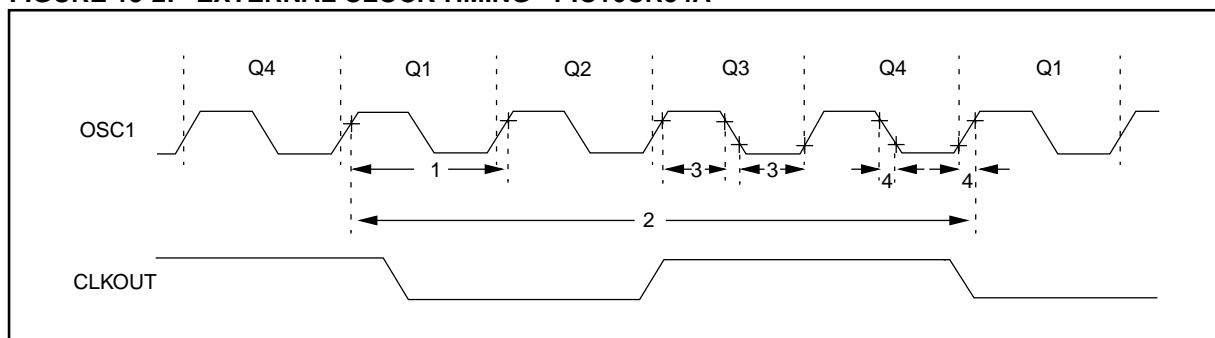 FIGURE 15-2: EXTERNAL CLOCK TIMING - PIC16CR54A
Q4 Q1 Q2 Q3 Q4 Q1
OSC1
1 3 3 4 4
2
CLKOUT